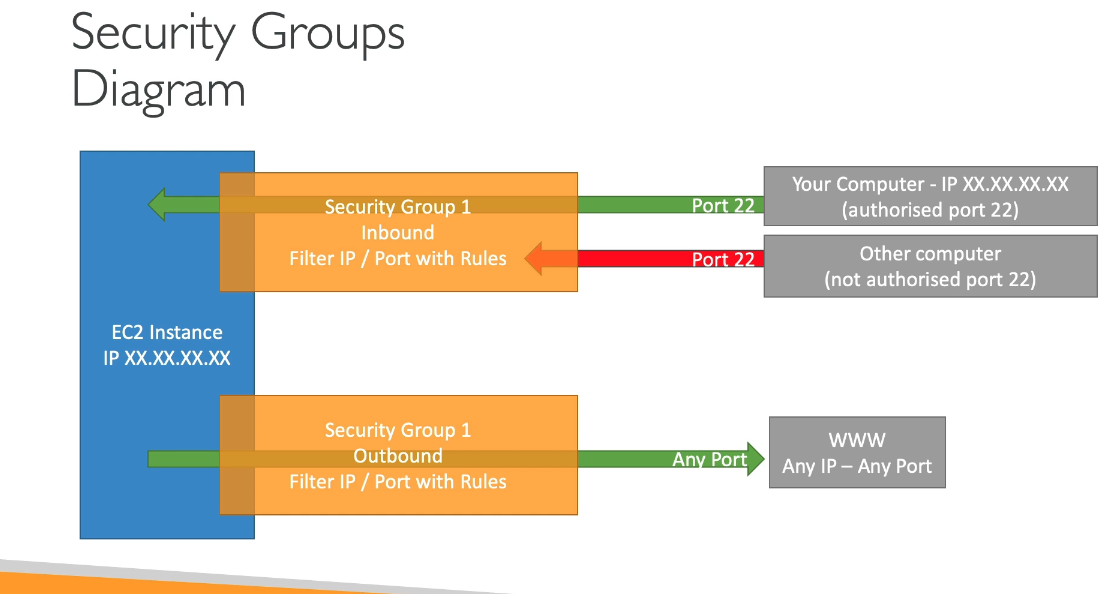 Security Groups
Diagram
Security Group 1
Inbound
Filter IP / Port with Rules
Port 22
Your Computer - IP XX.XX.XX.XX
(authorised port 22)
Port 22
Other computer
(not authorised port 22)
EC2 Instance
IP XX.XX.XX.XX
Security Group 1
Outbound
Filter IP / Port with Rules
Any Port
WWW
Any IP – Any Port